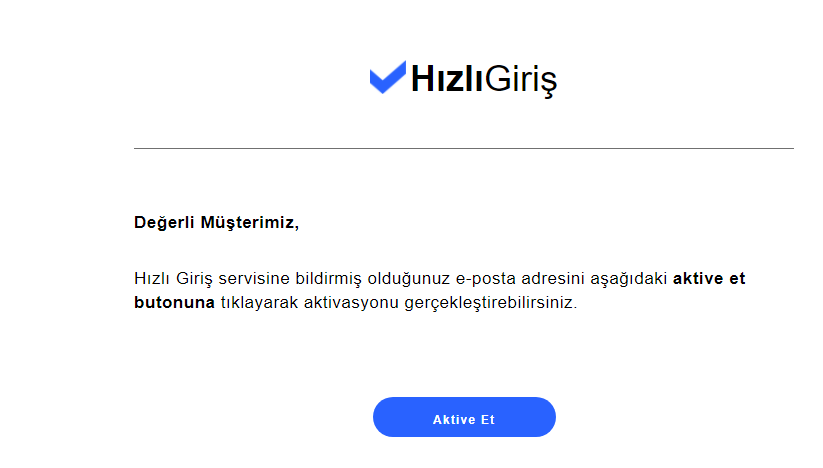 HızlıGiriş
Değerli Müşterimiz,
Hızlı Giriş servisine bildirmiş olduğunuz e-posta adresini aşağıdaki aktive et
butonuna tıklayarak aktivasyonu gerçekleştirebilirsiniz.
Aktive Et